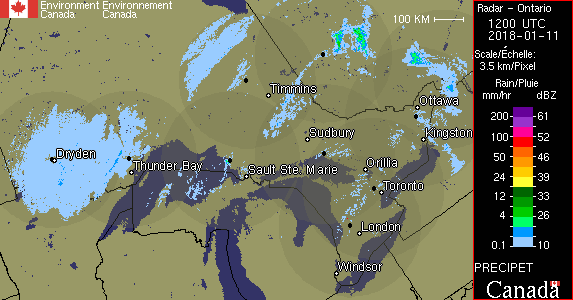 Environment Environnement
Canada Canada
100 KM
Timmins
Ottawa
Sudbury
Kingston
Dryden
Thunder Bay
Sault Ste. Marie
Orillia
Toronto
London
Windsor
Radar - Ontario
1200 UTC
2018-01-11
Scale/Échelle:
3.5 km/Pixel
Rain/Pluie
mm/hr dBZ
200 61
100 52
50 46
24 39
12 33
4 26
0.1 10
PRECIPET
Canada